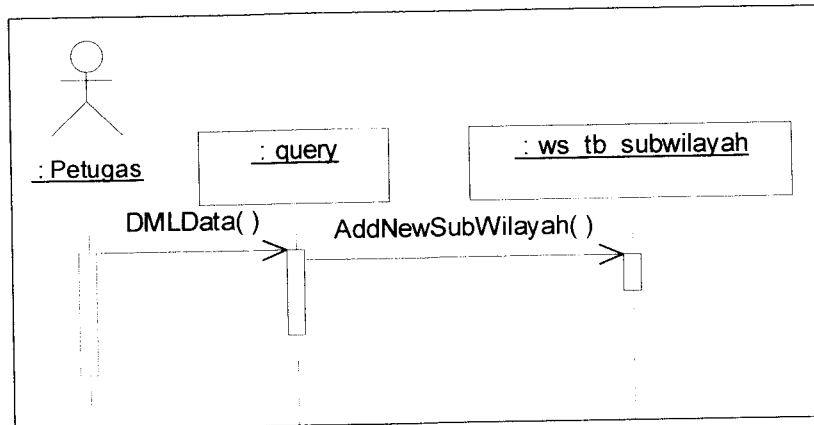 : Petugas
: query
: ws tb subwilayah
DMLData( )
AddNewSubWilayah( )